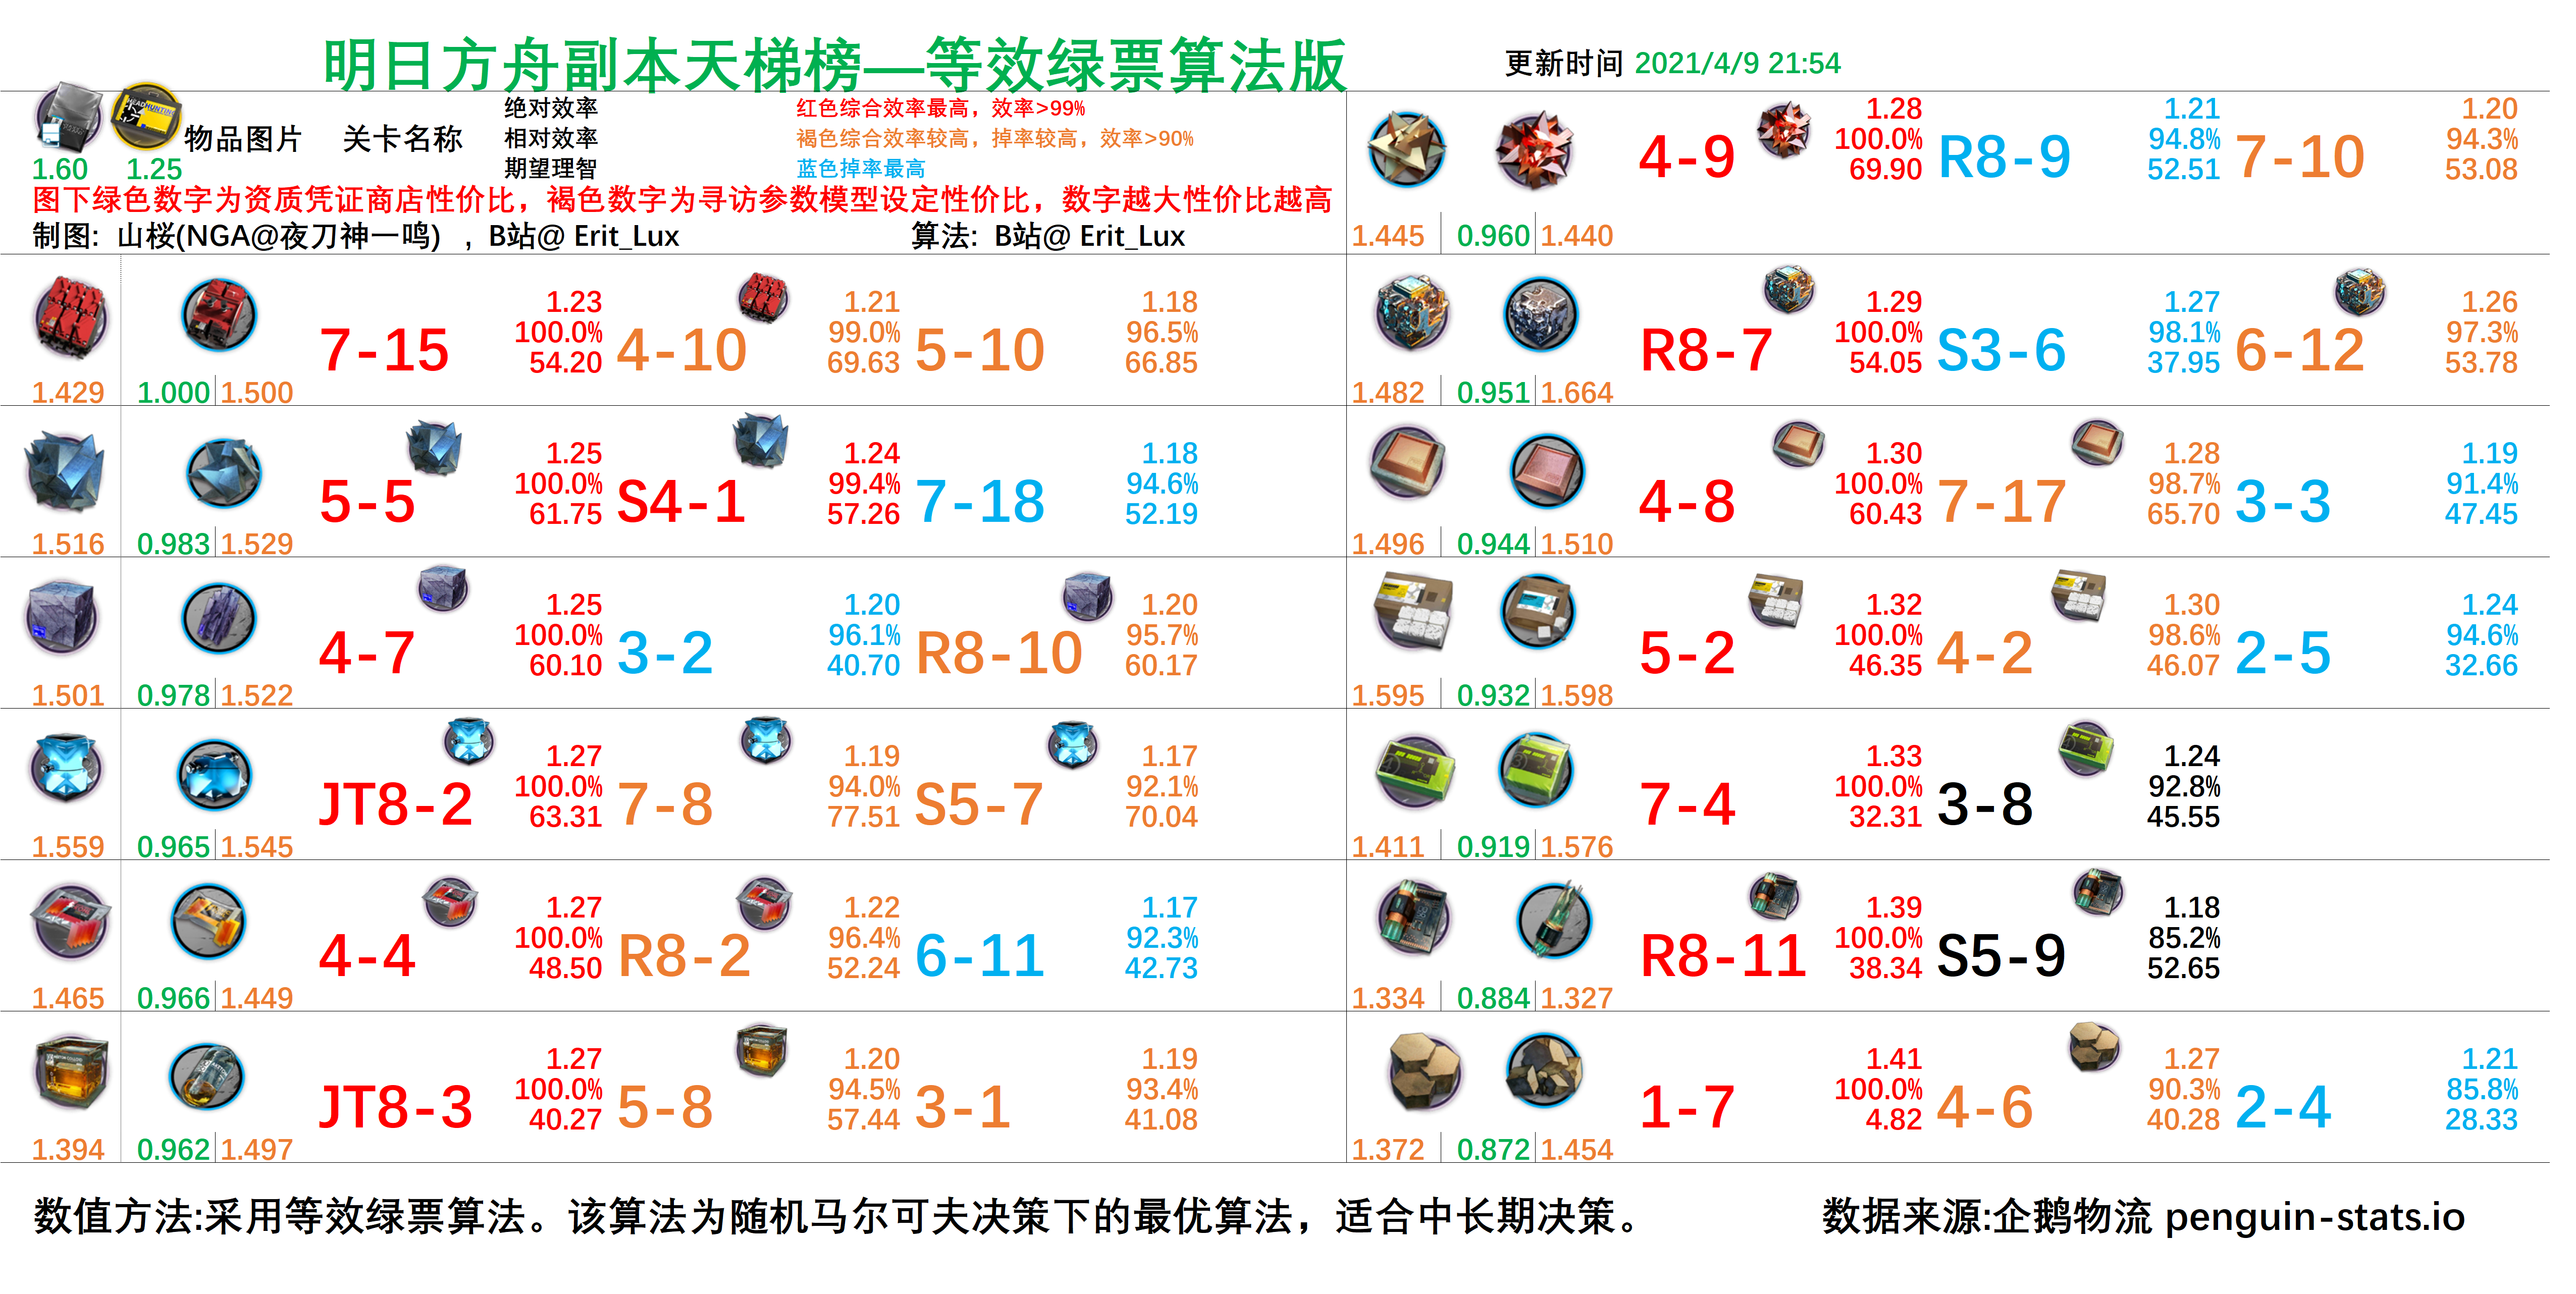 明日方舟副本天梯榜—等效绿票算法版
更新时间 2021/4/9 21:54
1.60 1.25 物品图片 关卡名称
绝对效率 红色综合效率最高，效率>99%
相对效率 褐色综合效率较高，掉率较高，效率>90%
期望理智 蓝色掉率最高
图下绿色数字为资质凭证商店性价比，褐色数字为寻访参数模型设定性价比，数字越大性价比越高
制图：山桜(NGA@夜刀神一鸣) ，B站@ Erit_Lux 算法：B站@ Erit_Lux
7-15 1.23 100.0% 54.20 4-10 1.21 99.0% 69.63 5-10 1.18 96.5% 66.85
1.429 1.000 1.500
5-5 1.25 100.0% 61.75 S4-1 1.24 99.4% 57.26 7-18 1.18 94.6% 52.19
1.516 0.983 1.529
4-7 1.25 100.0% 60.10 3-2 1.20 96.1% 40.70 R8-10 1.20 95.7% 60.17
1.501 0.978 1.522
JT8-2 1.27 100.0% 63.31 7-8 1.19 94.0% 77.51 S5-7 1.17 92.1% 70.04
1.559 0.965 1.545
4-4 1.27 100.0% 48.50 R8-2 1.22 96.4% 52.24 6-11 1.17 92.3% 42.73
1.465 0.966 1.449
JT8-3 1.27 100.0% 40.27 5-8 1.20 94.5% 57.44 3-1 1.19 93.4% 41.08
1.394 0.962 1.497
4-9 1.28 100.0% 69.90 R8-9 1.21 94.8% 52.51 7-10 1.20 94.3% 53.08
1.445 0.960 1.440
R8-7 1.29 100.0% 54.05 S3-6 1.27 98.1% 37.95 6-12 1.26 97.3% 53.78
1.482 0.951 1.664
4-8 1.30 100.0% 60.43 7-17 1.28 98.7% 65.70 3-3 1.19 91.4% 47.45
1.496 0.944 1.510
5-2 1.32 100.0% 46.35 4-2 1.30 98.6% 46.07 2-5 1.24 94.6% 32.66
1.595 0.932 1.598
7-4 1.33 100.0% 32.31 3-8 1.24 92.8% 45.55
1.411 0.919 1.576
R8-11 1.39 100.0% 38.34 S5-9 1.18 85.2% 52.65
1.334 0.884 1.327
1-7 1.41 100.0% 4.82 4-6 1.27 90.3% 40.28 2-4 1.21 85.8% 28.33
1.372 0.872 1.454
数值方法:采用等效绿票算法。该算法为随机马尔可夫决策下的最优算法，适合中长期决策。
数据来源:企鹅物流 penguin-stats.io